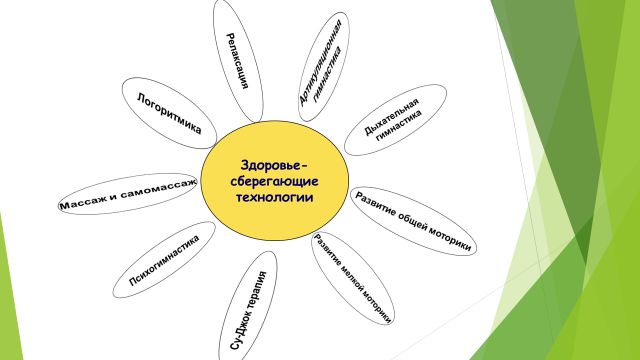 Здоровье-
сберегающие
технологии
Релаксация
Артикуляционная
гимнастика
Дыхательная
гимнастика
Развитие общей моторики
Развитие мелкой моторики
Су-Джок терапия
Психогимнастика
Массаж и самомассаж
Логоритмика